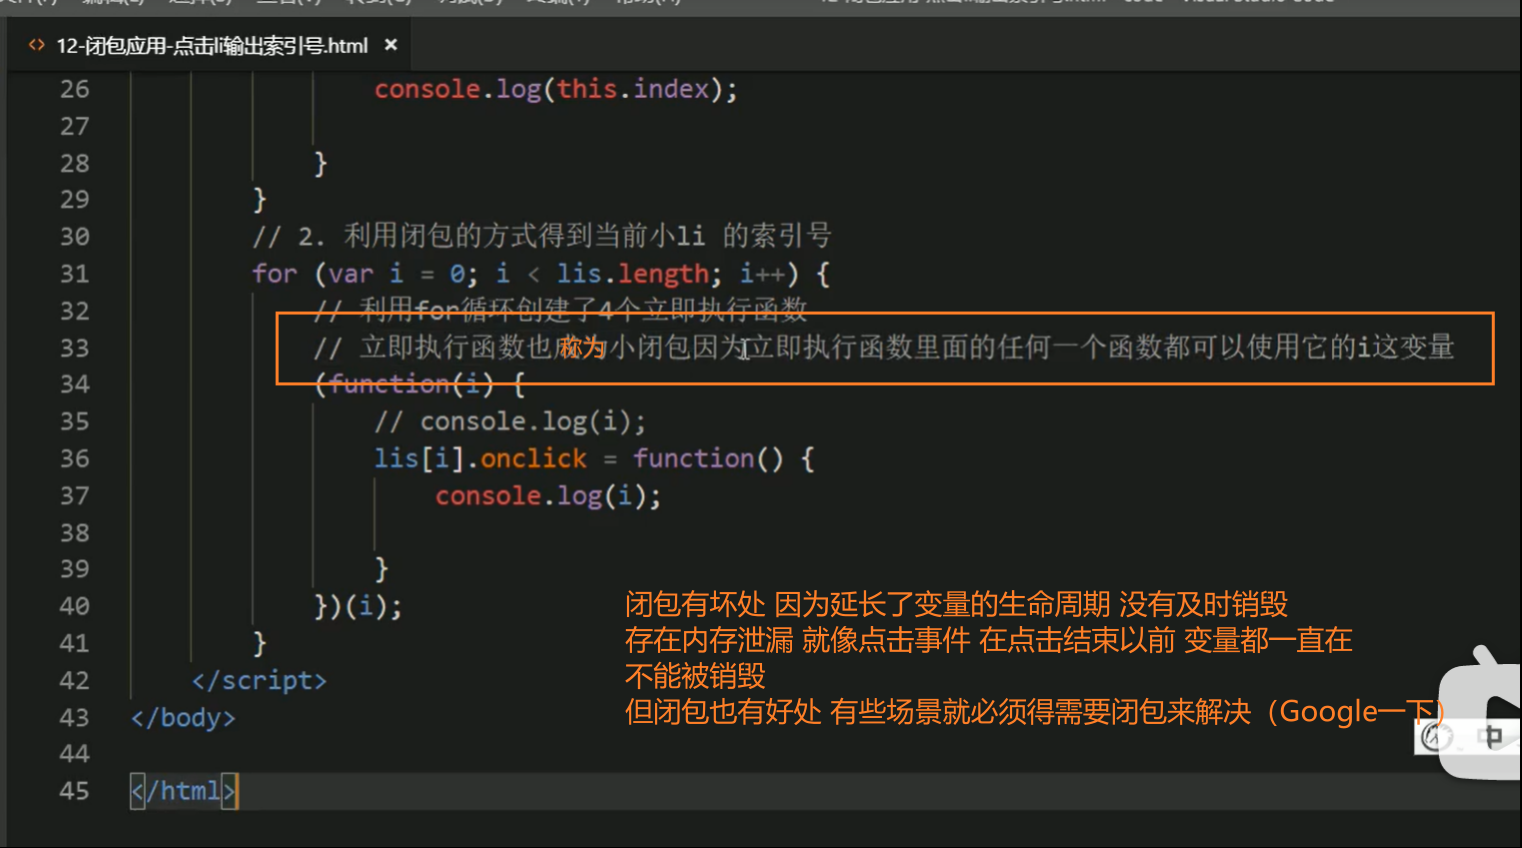 12-闭包应用-点击li输出索引号.html ×
26 console.log(this.index);
27
28 }
29 }
30 // 2. 利用闭包的方式得到当前小li 的索引号
31 for (var i = 0; i < lis.length; i++) {
32 // 利用for循环创建了4个立即执行函数
33 // 立即执行函数也称为小闭包因为立即执行函数里面的任何一个函数都可以使用它的i这变量
34 (function(i) {
35 // console.log(i);
36 lis[i].onclick = function() {
37 console.log(i);
38
39 }
40 })(i);
41 }
42 </script>
43 </body>
44
45 </html>
闭包有坏处 因为延长了变量的生命周期 没有及时销毁
存在内存泄漏 就像点击事件 在点击结束以前 变量都一直在
不能被销毁
但闭包也有好处 有些场景就必须得需要闭包来解决（Google一下）
中